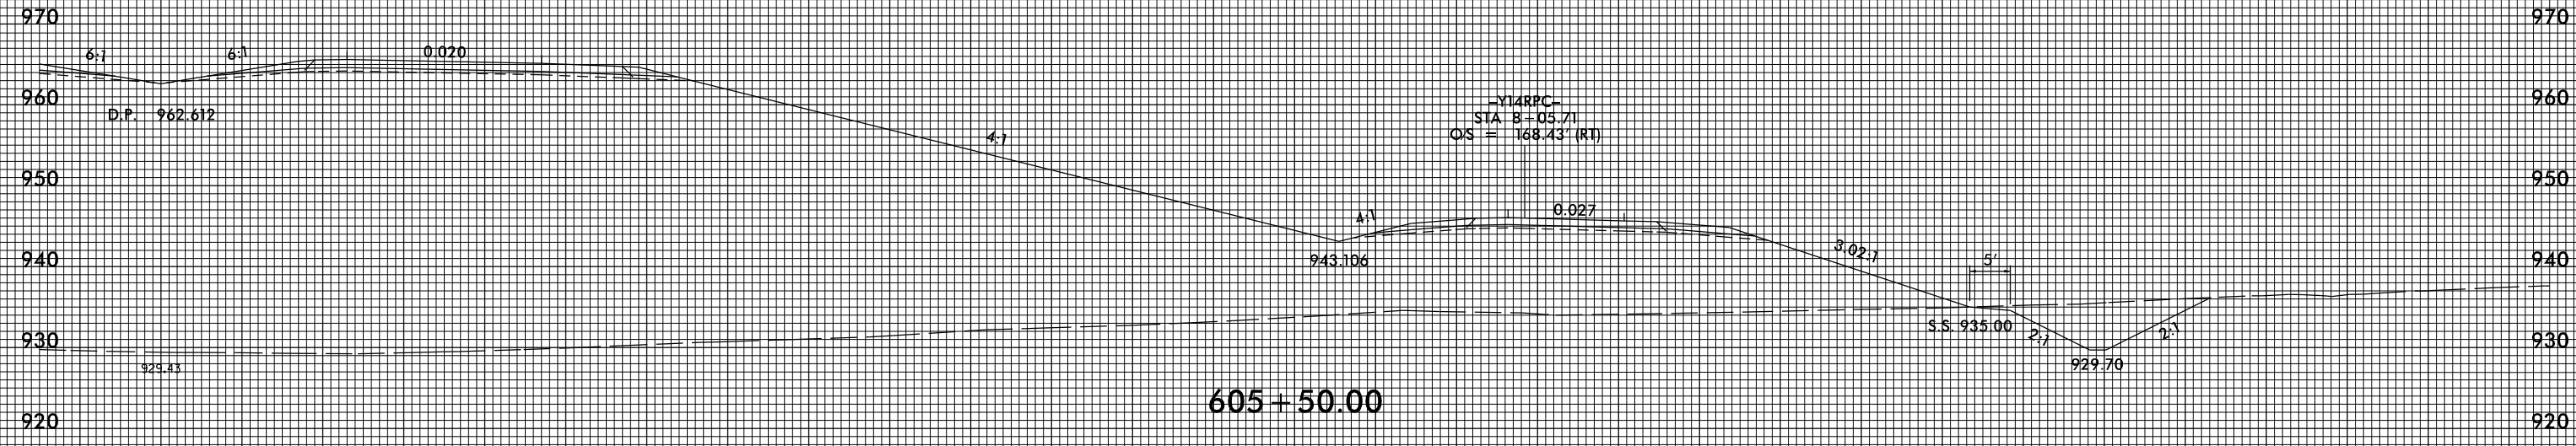 970 970
6:1 6:1 0.020
960 960
D.P. 962.612
-Y14RPC-
STA 8-05.71
O/S = 168.43' (RT)
4:1
950 950
4:1 0.027
3.02:1
940 943.106 5' 940
S.S. 935.00
930 2:1 2:1 930
929.43 929.70
605+50.00
920 920